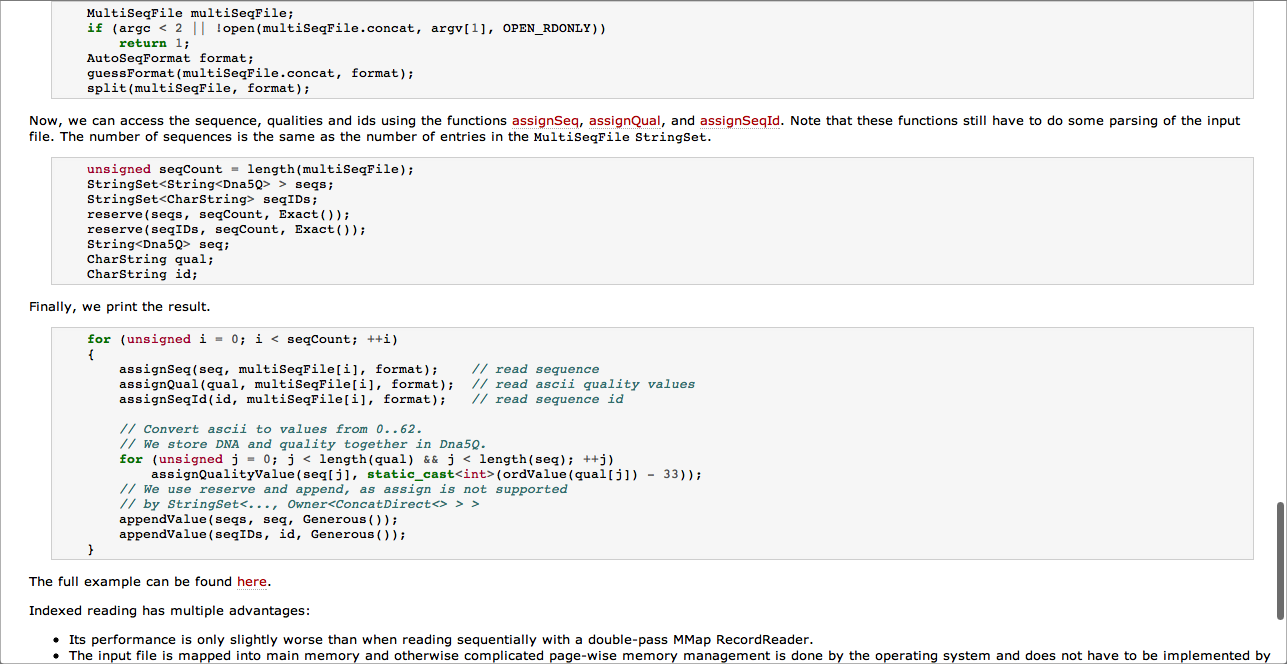 MultiSeqFile multiSeqFile;
if (argc < 2 || !open(multiSeqFile.concat, argv[1], OPEN_RDONLY))
    return 1;
AutoSeqFormat format;
guessFormat(multiSeqFile.concat, format);
split(multiSeqFile, format);
Now, we can access the sequence, qualities and ids using the functions assignSeq, assignQual, and assignSeqId. Note that these functions still have to do some parsing of the input
file. The number of sequences is the same as the number of entries in the MultiSeqFile StringSet.
unsigned seqCount = length(multiSeqFile);
StringSet<String<Dna5Q> > seqs;
StringSet<CharString> seqIDs;
reserve(seqs, seqCount, Exact());
reserve(seqIDs, seqCount, Exact());
String<Dna5Q> seq;
CharString qual;
CharString id;
Finally, we print the result.
for (unsigned i = 0; i < seqCount; ++i)
{
    assignSeq(seq, multiSeqFile[i], format);    // read sequence
    assignQual(qual, multiSeqFile[i], format);  // read ascii quality values
    assignSeqId(id, multiSeqFile[i], format);   // read sequence id
    // Convert ascii to values from 0..62.
    // We store DNA and quality together in Dna5Q.
    for (unsigned j = 0; j < length(qual) && j < length(seq); ++j)
        assignQualityValue(seq[j], static_cast<int>(ordValue(qual[j]) - 33));
    // We use reserve and append, as assign is not supported
    // by StringSet<..., Owner<ConcatDirect<> > >
    appendValue(seqs, seq, Generous());
    appendValue(seqIDs, id, Generous());
}
The full example can be found here.
Indexed reading has multiple advantages:
• Its performance is only slightly worse than when reading sequentially with a double-pass MMap RecordReader.
• The input file is mapped into main memory and otherwise complicated page-wise memory management is done by the operating system and does not have to be implemented by